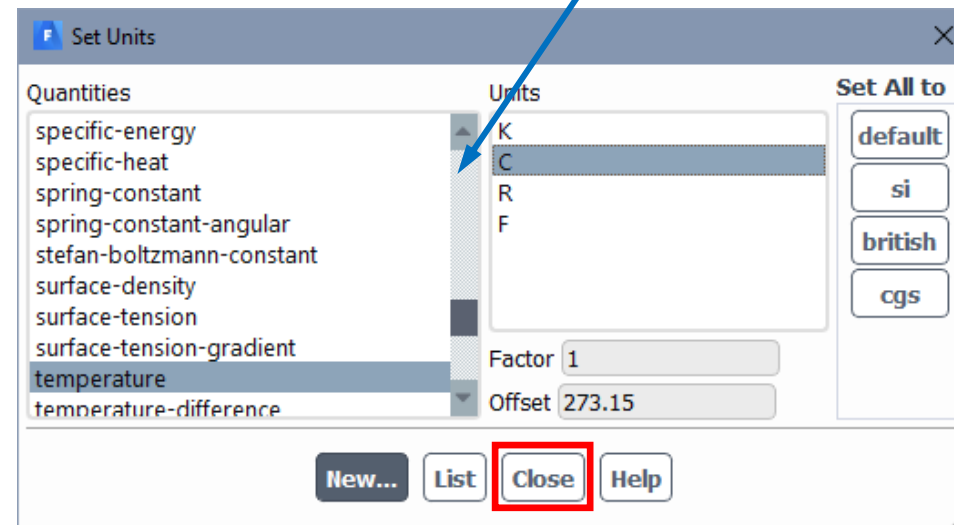 Set Units
Quantities
specific-energy
specific-heat
spring-constant
spring-constant-angular
stefan-boltzmann-constant
surface-density
surface-tension
surface-tension-gradient
temperature
temperature-difference
Units
K
C
R
F
Factor 1
Offset 273.15
Set All to
default
si
british
cgs
New... List Close Help